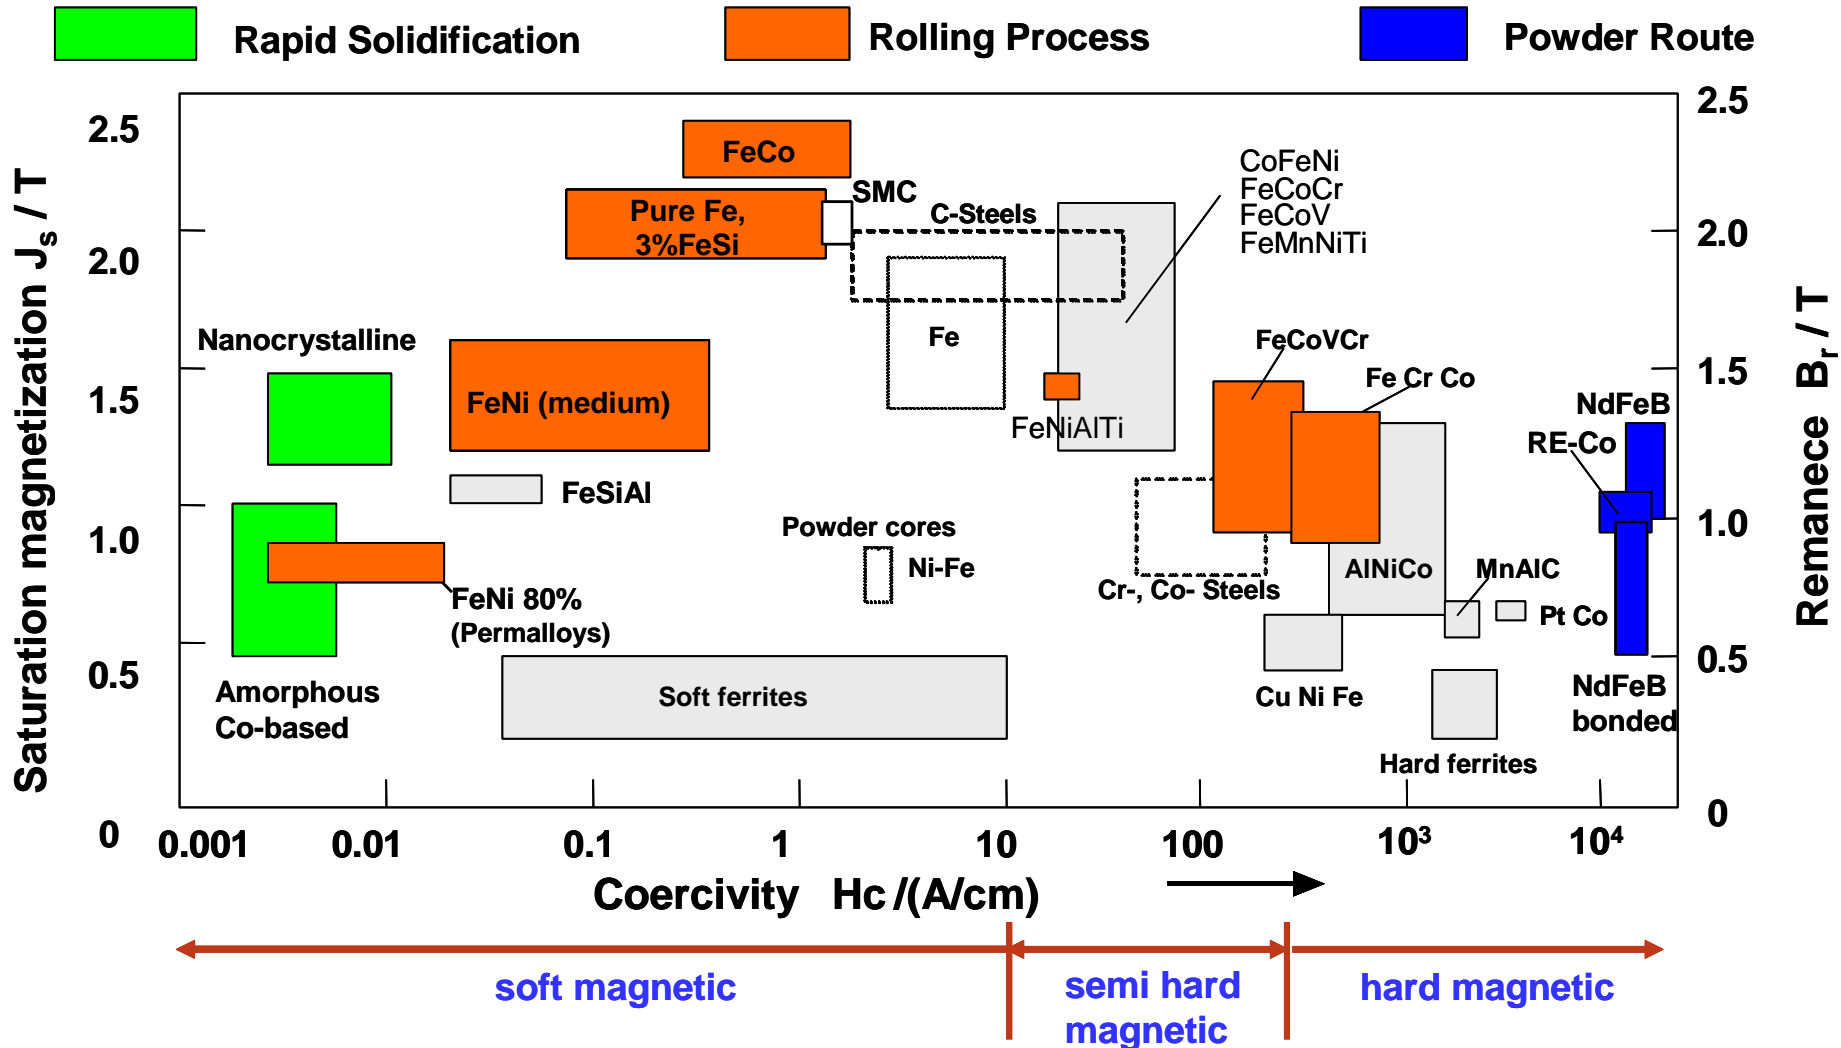 Rapid Solidification
Rolling Process
Powder Route
Saturation magnetization Js / T
2.5
2.0
1.5
1.0
0.5
0
FeCo
Pure Fe,
3%FeSi
SMC
C-Steels
CoFeNi
FeCoCr
FeCoV
FeMnNiTi
Nanocrystalline
FeNi (medium)
Fe
FeNiAlTi
FeCoVCr
Fe Cr Co
NdFeB
RE-Co
FeSiAl
Powder cores
Ni-Fe
Cr-, Co- Steels
AlNiCo
MnAlC
Pt Co
FeNi 80%
(Permalloys)
Amorphous
Co-based
Soft ferrites
Cu Ni Fe
Hard ferrites
NdFeB
bonded
2.5
2.0
1.5
1.0
0.5
0
Remanece Br / T
0.001
0.01
0.1
1
10
100
10³
10⁴
Coercivity Hc /(A/cm)
soft magnetic
semi hard
magnetic
hard magnetic